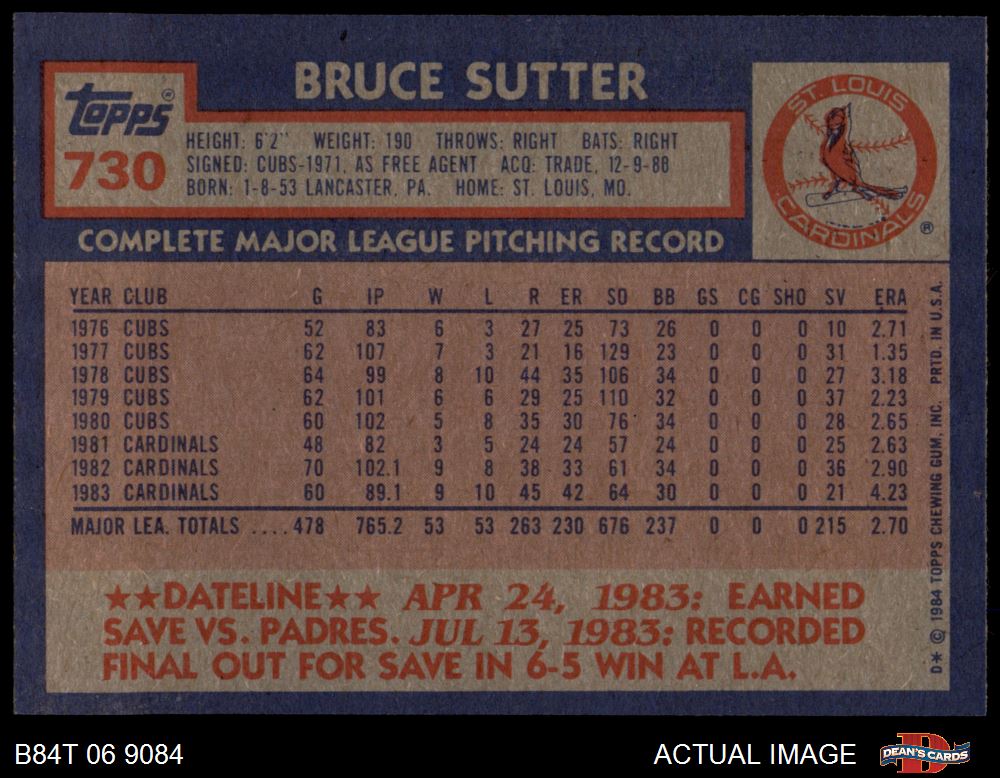 BRUCE SUTTER
Topps®
730
HEIGHT: 6'2" WEIGHT: 190 THROWS: RIGHT BATS: RIGHT
SIGNED: CUBS-1971, AS FREE AGENT ACQ: TRADE, 12-9-80
BORN: 1-8-53 LANCASTER, PA. HOME: ST. LOUIS, MO.
ST. LOUIS
CARDINALS
®
COMPLETE MAJOR LEAGUE PITCHING RECORD
YEAR CLUB G IP W L R ER SO BB GS CG SHO SV ERA
1976 CUBS 52 83 6 3 27 25 73 26 0 0 0 10 2.71
1977 CUBS 62 107 7 3 21 16 129 23 0 0 0 31 1.35
1978 CUBS 64 99 8 10 44 35 106 34 0 0 0 27 3.18
1979 CUBS 62 101 6 6 29 25 110 32 0 0 0 37 2.23
1980 CUBS 60 102 5 8 35 30 76 34 0 0 0 28 2.65
1981 CARDINALS 48 82 3 5 24 24 57 24 0 0 0 25 2.63
1982 CARDINALS 70 102.1 9 8 38 33 61 34 0 0 0 36 2.90
1983 CARDINALS 60 89.1 9 10 45 42 64 30 0 0 0 21 4.23
MAJOR LEA. TOTALS ....478 765.2 53 53 263 230 676 237 0 0 0 215 2.70
★★DATELINE★★ APR 24, 1983: EARNED
SAVE VS. PADRES. JUL 13, 1983: RECORDED
FINAL OUT FOR SAVE IN 6-5 WIN AT L.A.
D* © 1984 TOPPS CHEWING GUM, INC. PRTD. IN U.S.A.
B84T 06 9084
ACTUAL IMAGE
D
DEAN'S CARDS